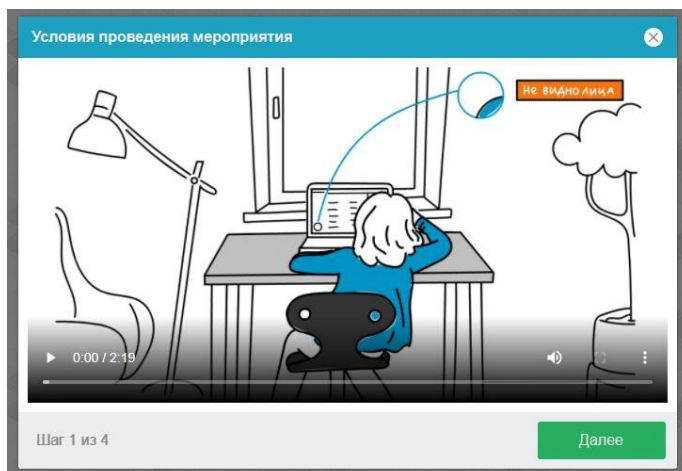 Условия проведения мероприятия
Не видно лица
0:00 / 2:19
Шаг 1 из 4
Далее